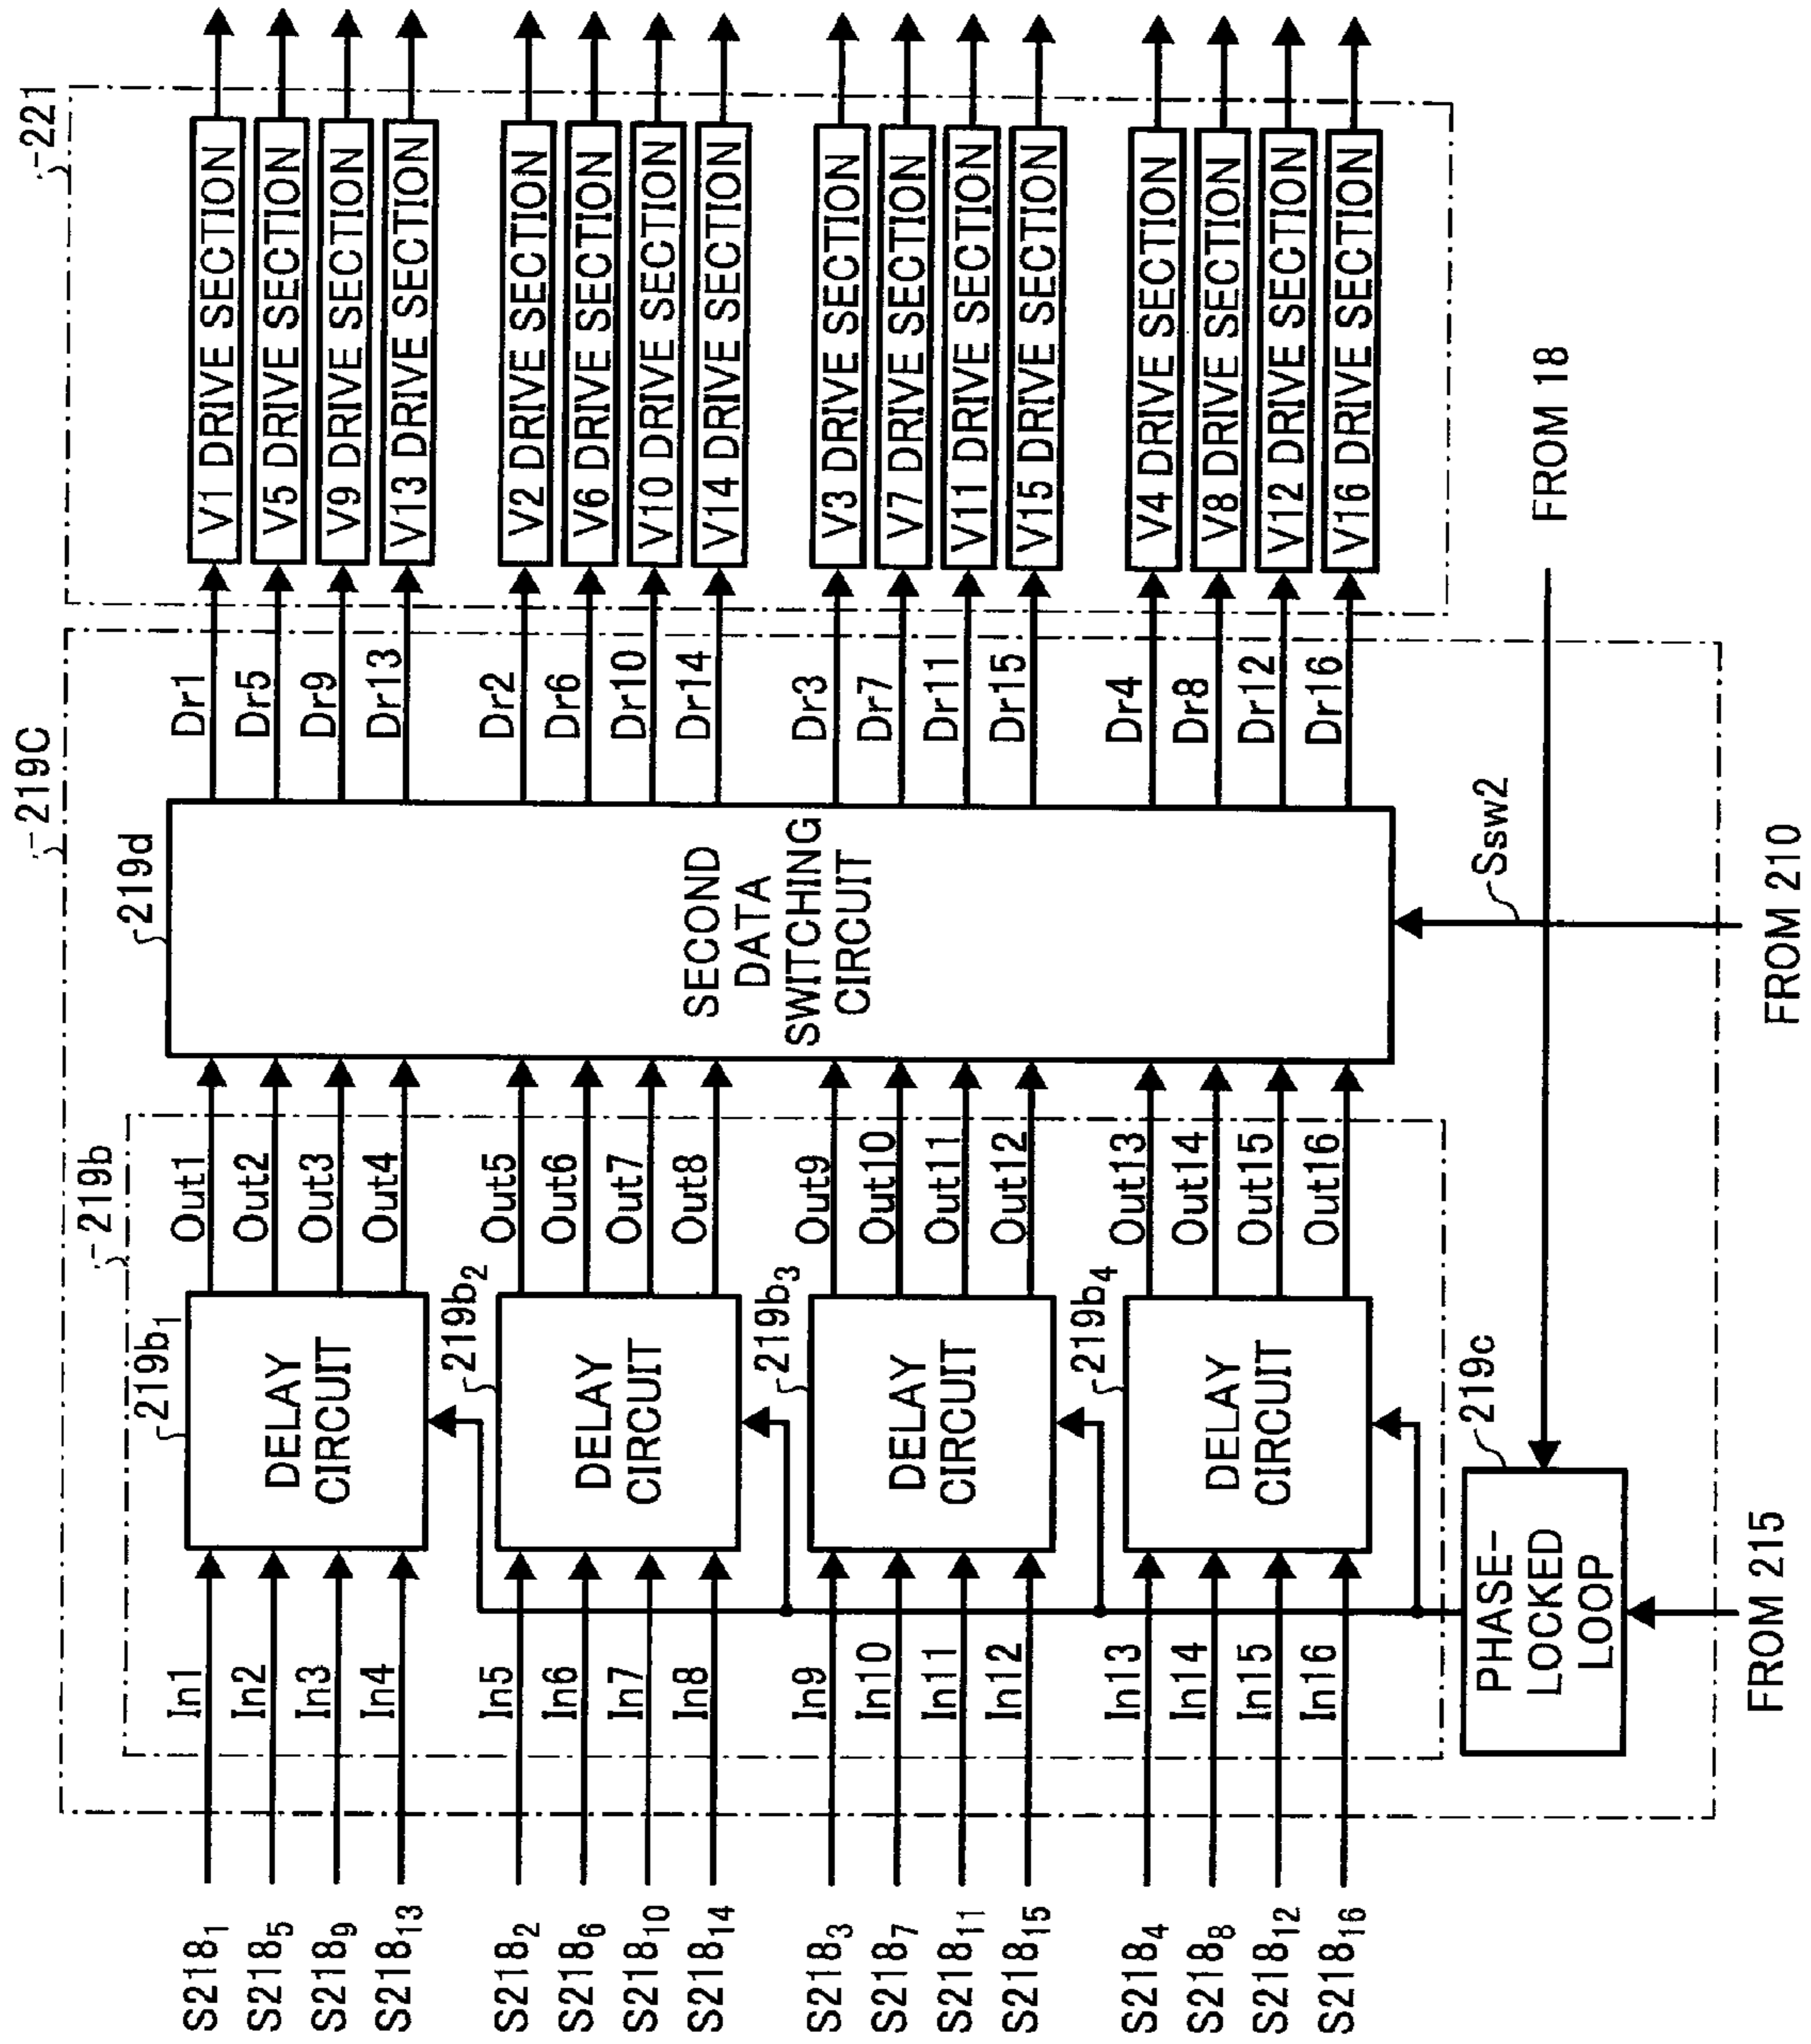 S218₁
S218₅
S218₉
S218₁₃
S218₂
S218₆
S218₁₀
S218₁₄
S218₃
S218₇
S218₁₁
S218₁₅
S218₄
S218₈
S218₁₂
S218₁₆
In1
In2
In3
In4
In5
In6
In7
In8
In9
In10
In11
In12
In13
In14
In15
In16
219b₁
DELAY
CIRCUIT
219b₂
DELAY
CIRCUIT
219b₃
DELAY
CIRCUIT
219b₄
DELAY
CIRCUIT
219c
PHASE-
LOCKED
LOOP
FROM 215
219b
Out1
Out2
Out3
Out4
Out5
Out6
Out7
Out8
Out9
Out10
Out11
Out12
Out13
Out14
Out15
Out16
219d
SECOND
DATA
SWITCHING
CIRCUIT
Ssw2
FROM 210
219C
Dr1
Dr5
Dr9
Dr13
Dr2
Dr6
Dr10
Dr14
Dr3
Dr7
Dr11
Dr15
Dr4
Dr8
Dr12
Dr16
FROM 18
221
V1 DRIVE SECTION
V5 DRIVE SECTION
V9 DRIVE SECTION
V13 DRIVE SECTION
V2 DRIVE SECTION
V6 DRIVE SECTION
V10 DRIVE SECTION
V14 DRIVE SECTION
V3 DRIVE SECTION
V7 DRIVE SECTION
V11 DRIVE SECTION
V15 DRIVE SECTION
V4 DRIVE SECTION
V8 DRIVE SECTION
V12 DRIVE SECTION
V16 DRIVE SECTION